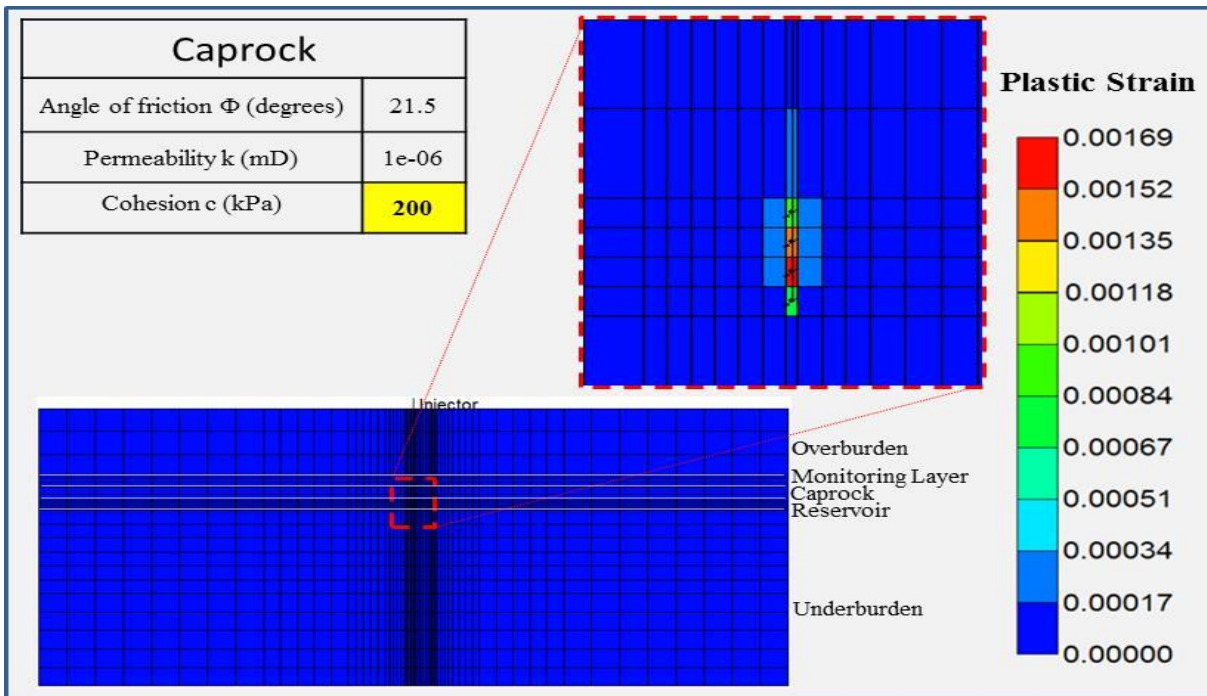 Caprock
Angle of friction Φ (degrees) 21.5
Permeability k (mD) 1e-06
Cohesion c (kPa) 200
Plastic Strain
0.00169
0.00152
0.00135
0.00118
0.00101
0.00084
0.00067
0.00051
0.00034
0.00017
0.00000
Injector
Overburden
Monitoring Layer
Caprock
Reservoir
Underburden